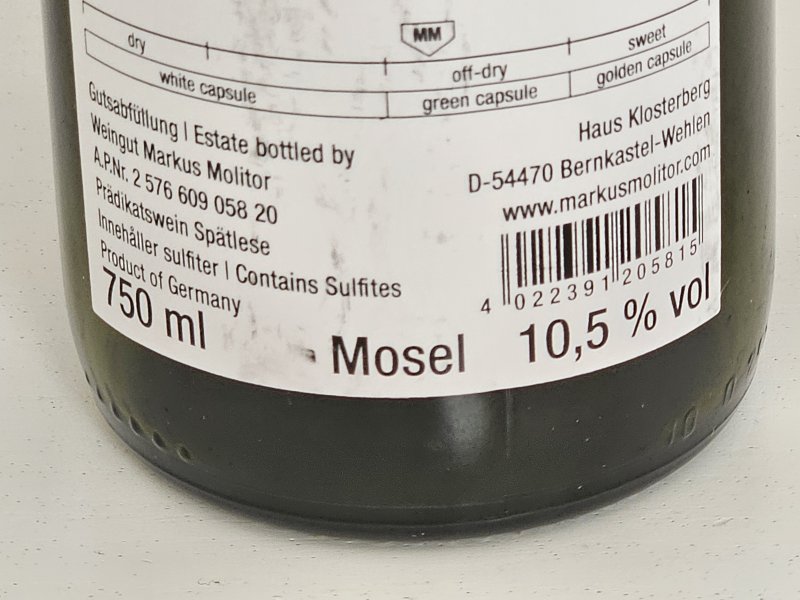 MM
dry
off-dry
sweet
white capsule
green capsule
golden capsule
Gutsabfüllung | Estate bottled by
Weingut Markus Molitor
A.P.Nr. 2 576 609 058 20
Prädikatswein Spätlese
Innehåller sulfiter | Contains Sulfites
Product of Germany
750 ml
Haus Klosterberg
D-54470 Bernkastel-Wehlen
www.markusmolitor.com
4 022391 205815
Mosel
10,5 % vol